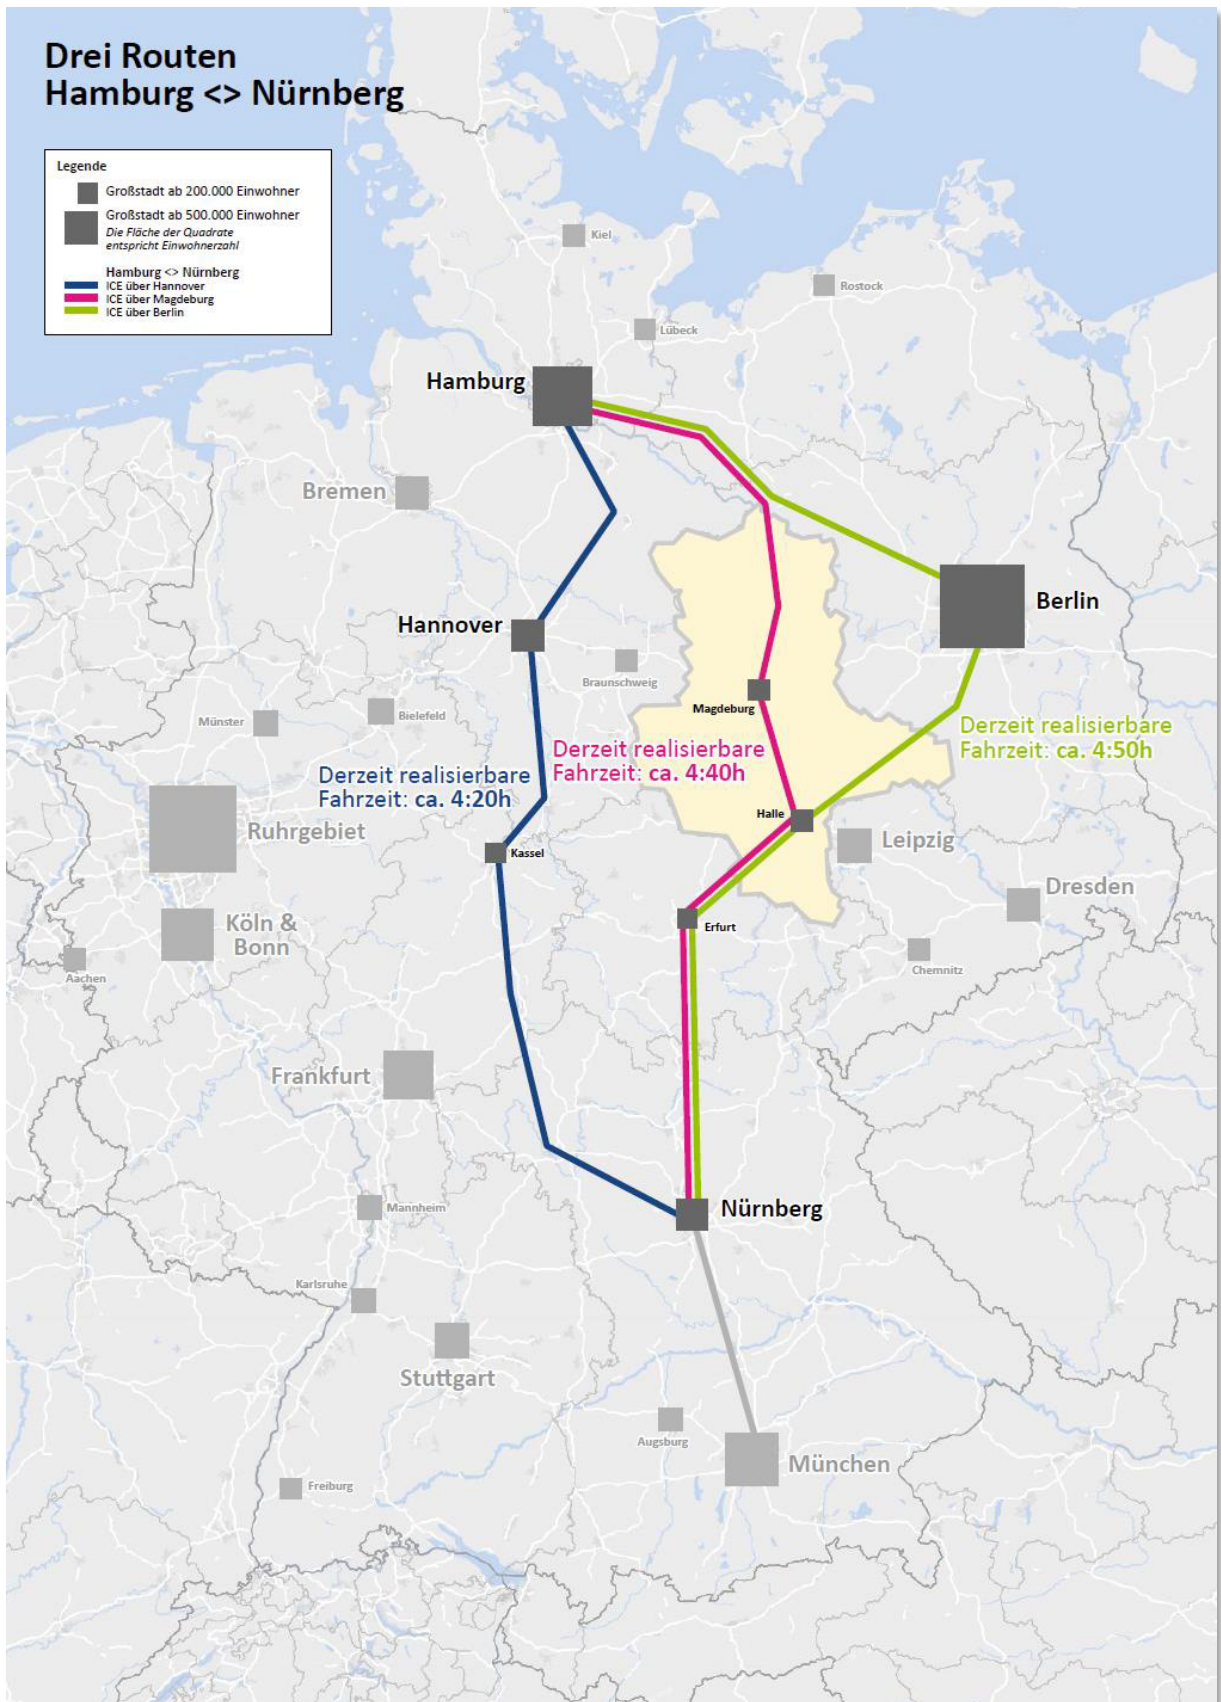 Drei Routen
Hamburg <> Nürnberg
Legende
Großstadt ab 200.000 Einwohner
Großstadt ab 500.000 Einwohner
Die Fläche der Quadrate
entspricht Einwohnerzahl
Hamburg <> Nürnberg
ICE über Hannover
ICE über Magdeburg
ICE über Berlin
Kiel
Rostock
Lübeck
Hamburg
Bremen
Hannover
Berlin
Braunschweig
Magdeburg
Münster
Bielefeld
Derzeit realisierbare
Fahrzeit: ca. 4:50h
Derzeit realisierbare
Fahrzeit: ca. 4:40h
Derzeit realisierbare
Fahrzeit: ca. 4:20h
Halle
Ruhrgebiet
Leipzig
Kassel
Dresden
Köln &
Bonn
Erfurt
Aachen
Chemnitz
Frankfurt
Mannheim
Nürnberg
Karlsruhe
Stuttgart
Augsburg
München
Freiburg